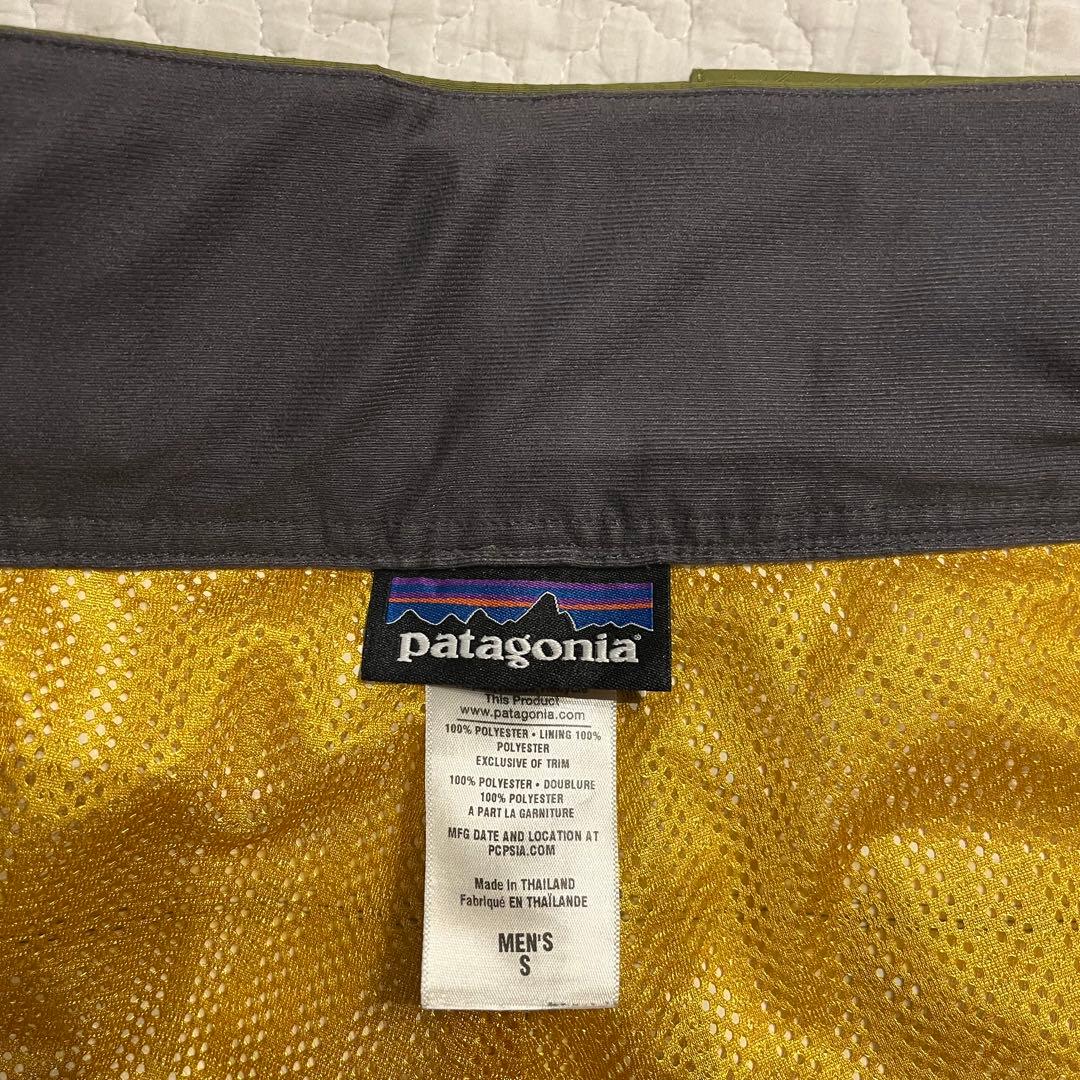 patagonia®
This Product
www.patagonia.com
100% POLYESTER • LINING 100%
POLYESTER
EXCLUSIVE OF TRIM
100% POLYESTER • DOUBLURE
100% POLYESTER
A PART LA GARNITURE
MFG DATE AND LOCATION AT
PCPSIA.COM
Made in THAILAND
Fabriqué EN THAÏLANDE
MEN'S
S